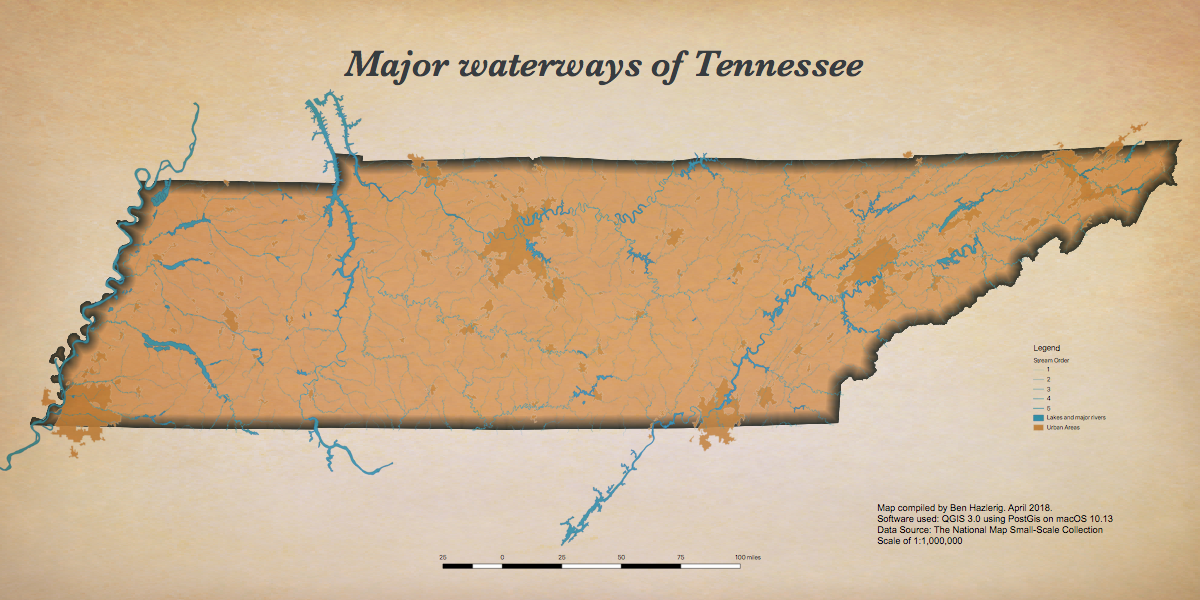 Major waterways of Tennessee
Legend
Stream Order
1
2
3
4
5
Lakes and major rivers
Urban Areas
Map compiled by Ben Hazlerig. April 2018.
Software used: QGIS 3.0 using PostGis on macOS 10.13
Data Source: The National Map Small-Scale Collection
Scale of 1:1,000,000
25 0 25 50 75 100 miles